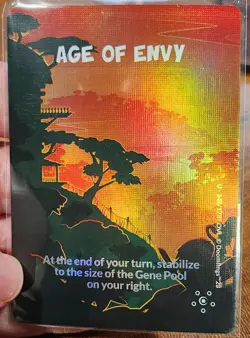 AGE OF ENVY
At the end of your turn, stabilize
to the size of the Gene Pool
on your right.